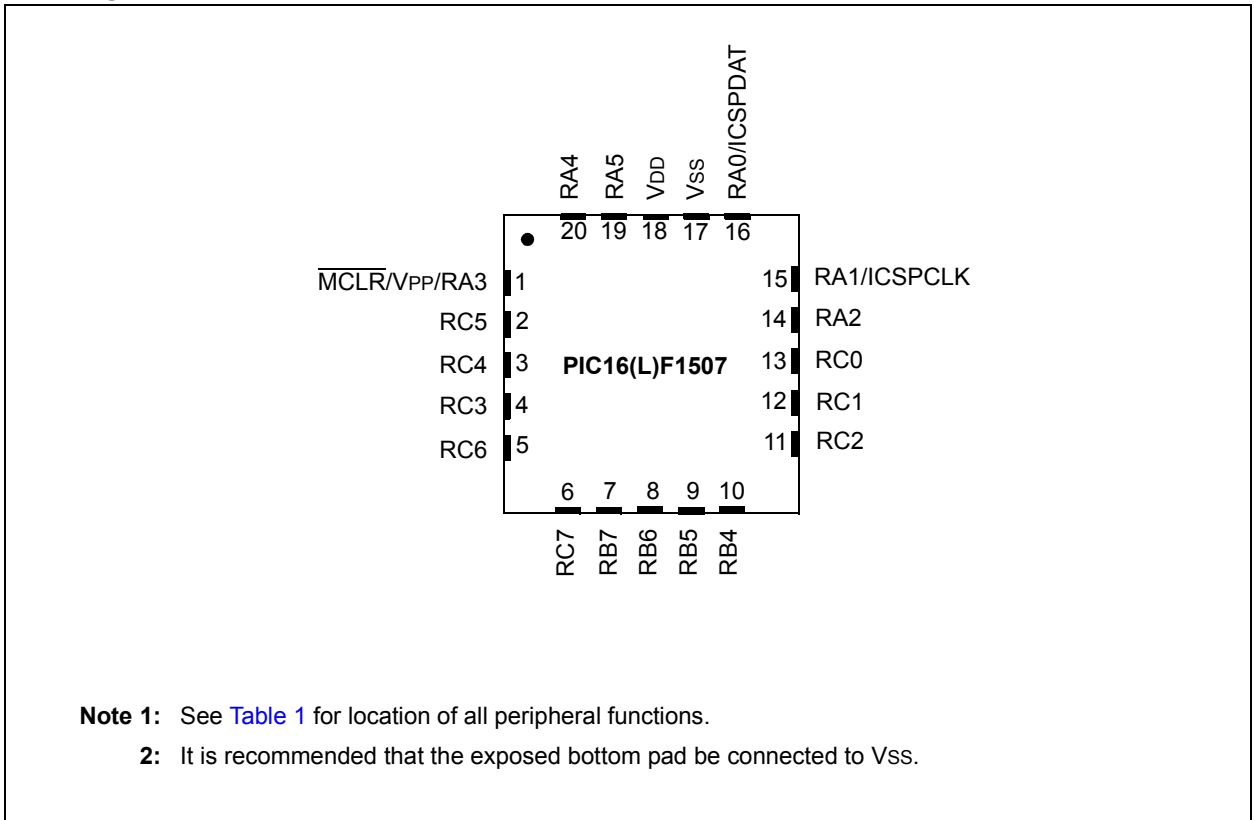 RA4
RA5
VDD
VSS
RA0/ICSPDAT
20 19 18 17 16
MCLR/VPP/RA3 1
RC5 2
RC4 3
RC3 4
RC6 5
PIC16(L)F1507
15 RA1/ICSPCLK
14 RA2
13 RC0
12 RC1
11 RC2
6 7 8 9 10
RC7
RB7
RB6
RB5
RB4
Note 1: See Table 1 for location of all peripheral functions.
2: It is recommended that the exposed bottom pad be connected to VSS.